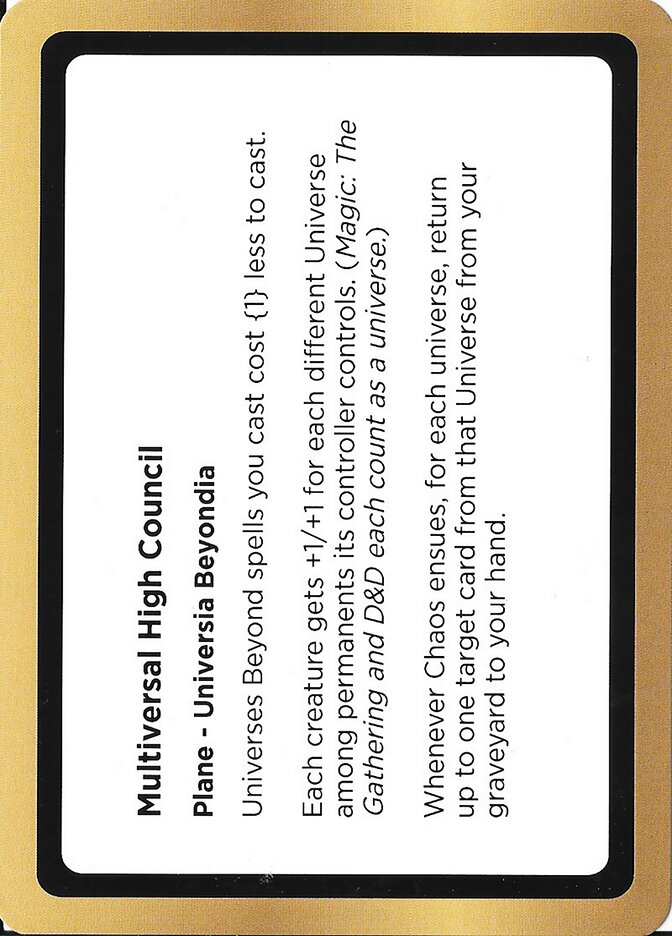 Multiversal High Council
Plane - Universia Beyondia
Universes Beyond spells you cast cost {1} less to cast.
Each creature gets +1/+1 for each different Universe
among permanents its controller controls. (Magic: The
Gathering and D&D each count as a universe.)
Whenever Chaos ensues, for each universe, return
up to one target card from that Universe from your
graveyard to your hand.